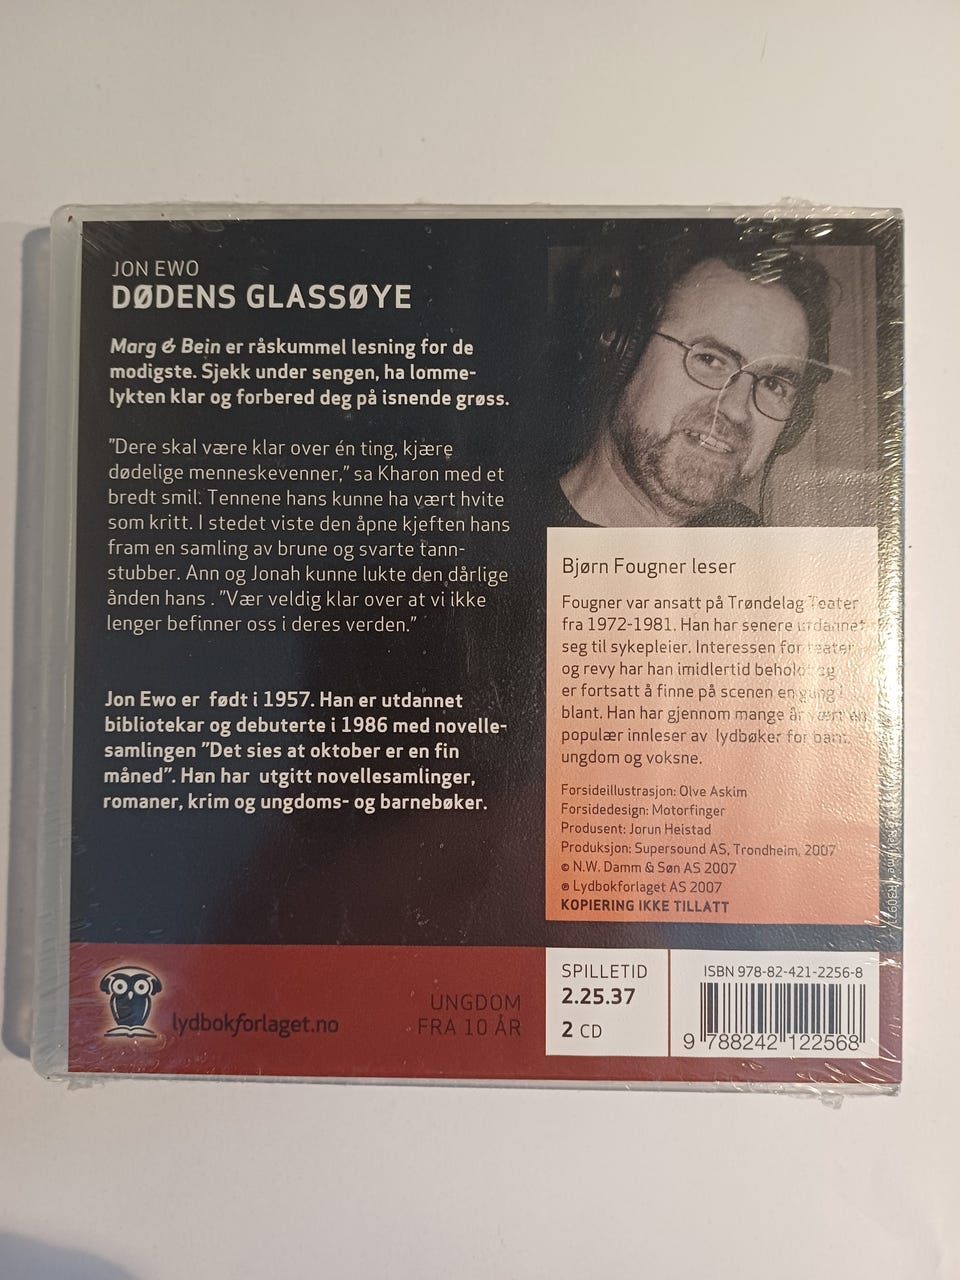 JON EWO
DØDENS GLASSØYE
Marg & Bein er råskummel lesning for de
modigste. Sjekk under sengen, ha lomme-
lykten klar og forbered deg på isnende grøss.
”Dere skal være klar over én ting, kjære
dødelige menneskevenner,” sa Kharon med et
bredt smil. Tennene hans kunne ha vært hvite
som kritt. I stedet viste den åpne kjeften hans
fram en samling av brune og svarte tann-
stubber. Ann og Jonah kunne lukte den dårlige
ånden hans . ”Vær veldig klar over at vi ikke
lenger befinner oss i deres verden.”
Jon Ewo er født i 1957. Han er utdannet
bibliotekar og debuterte i 1986 med novelle-
samlingen ”Det sies at oktober er en fin
måned”. Han har utgitt novellesamlinger,
romaner, krim og ungdoms- og barnebøker.
Bjørn Fougner leser
Fougner var ansatt på Trøndelag Teater
fra 1972-1981. Han har senere utdannet
seg til sykepleier. Interessen for teater
og revy har han imidlertid beholdt og
er fortsatt å finne på scenen en gang i
blant. Han har gjennom mange år vært en
populær innleser av lydbøker for barn,
ungdom og voksne.
Forsideillustrasjon: Olve Askim
Forsidedesign: Motorfinger
Produsent: Jorun Heistad
Produksjon: Supersound AS, Trondheim, 2007
© N.W. Damm & Søn AS 2007
℗ Lydbokforlaget AS 2007
KOPIERING IKKE TILLATT
lydbokforlaget.no
UNGDOM
FRA 10 ÅR
SPILLETID
2.25.37
2 CD
ISBN 978-82-421-2256-8
9 788242 122568